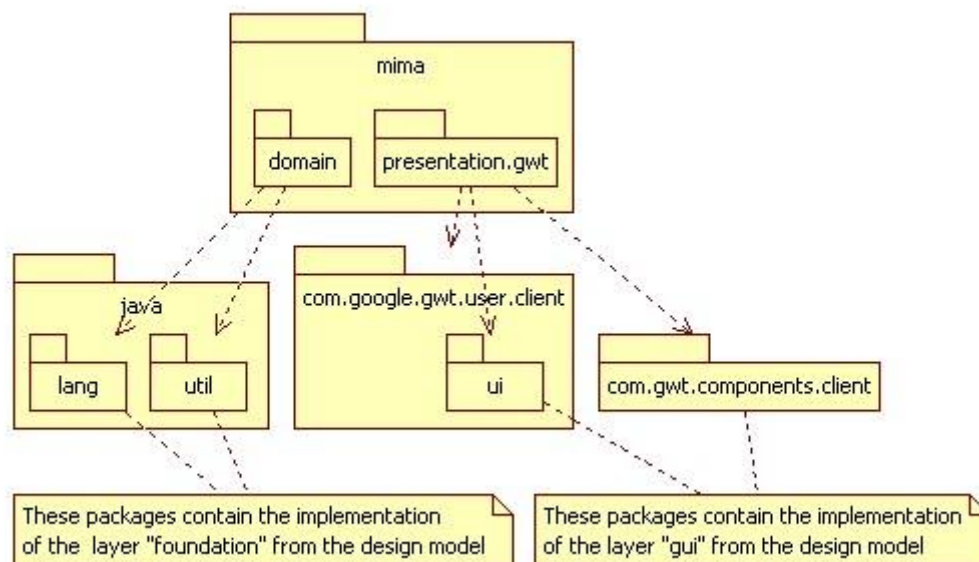 mima
domain
presentation.gwt
java
com.google.gwt.user.client
lang
util
ui
com.gwt.components.client
These packages contain the implementation
of the layer "foundation" from the design model
These packages contain the implementation
of the layer "gui" from the design model